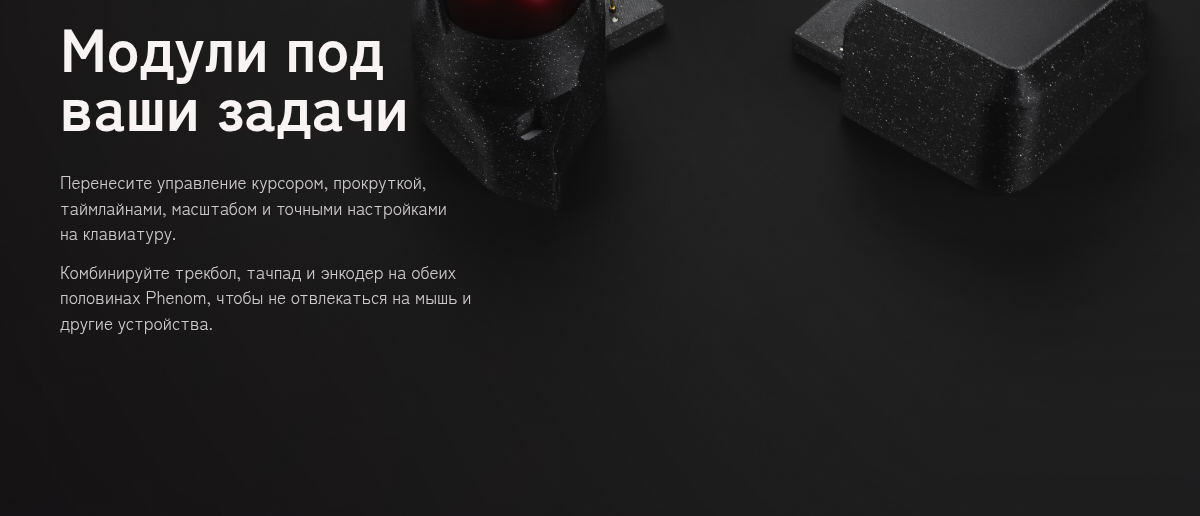 Модули под
ваши задачи
Перенесите управление курсором, прокруткой,
таймлайнами, масштабом и точными настройками
на клавиатуру.
Комбинируйте трекбол, тачпад и энкодер на обеих
половинах Phenom, чтобы не отвлекаться на мышь и
другие устройства.